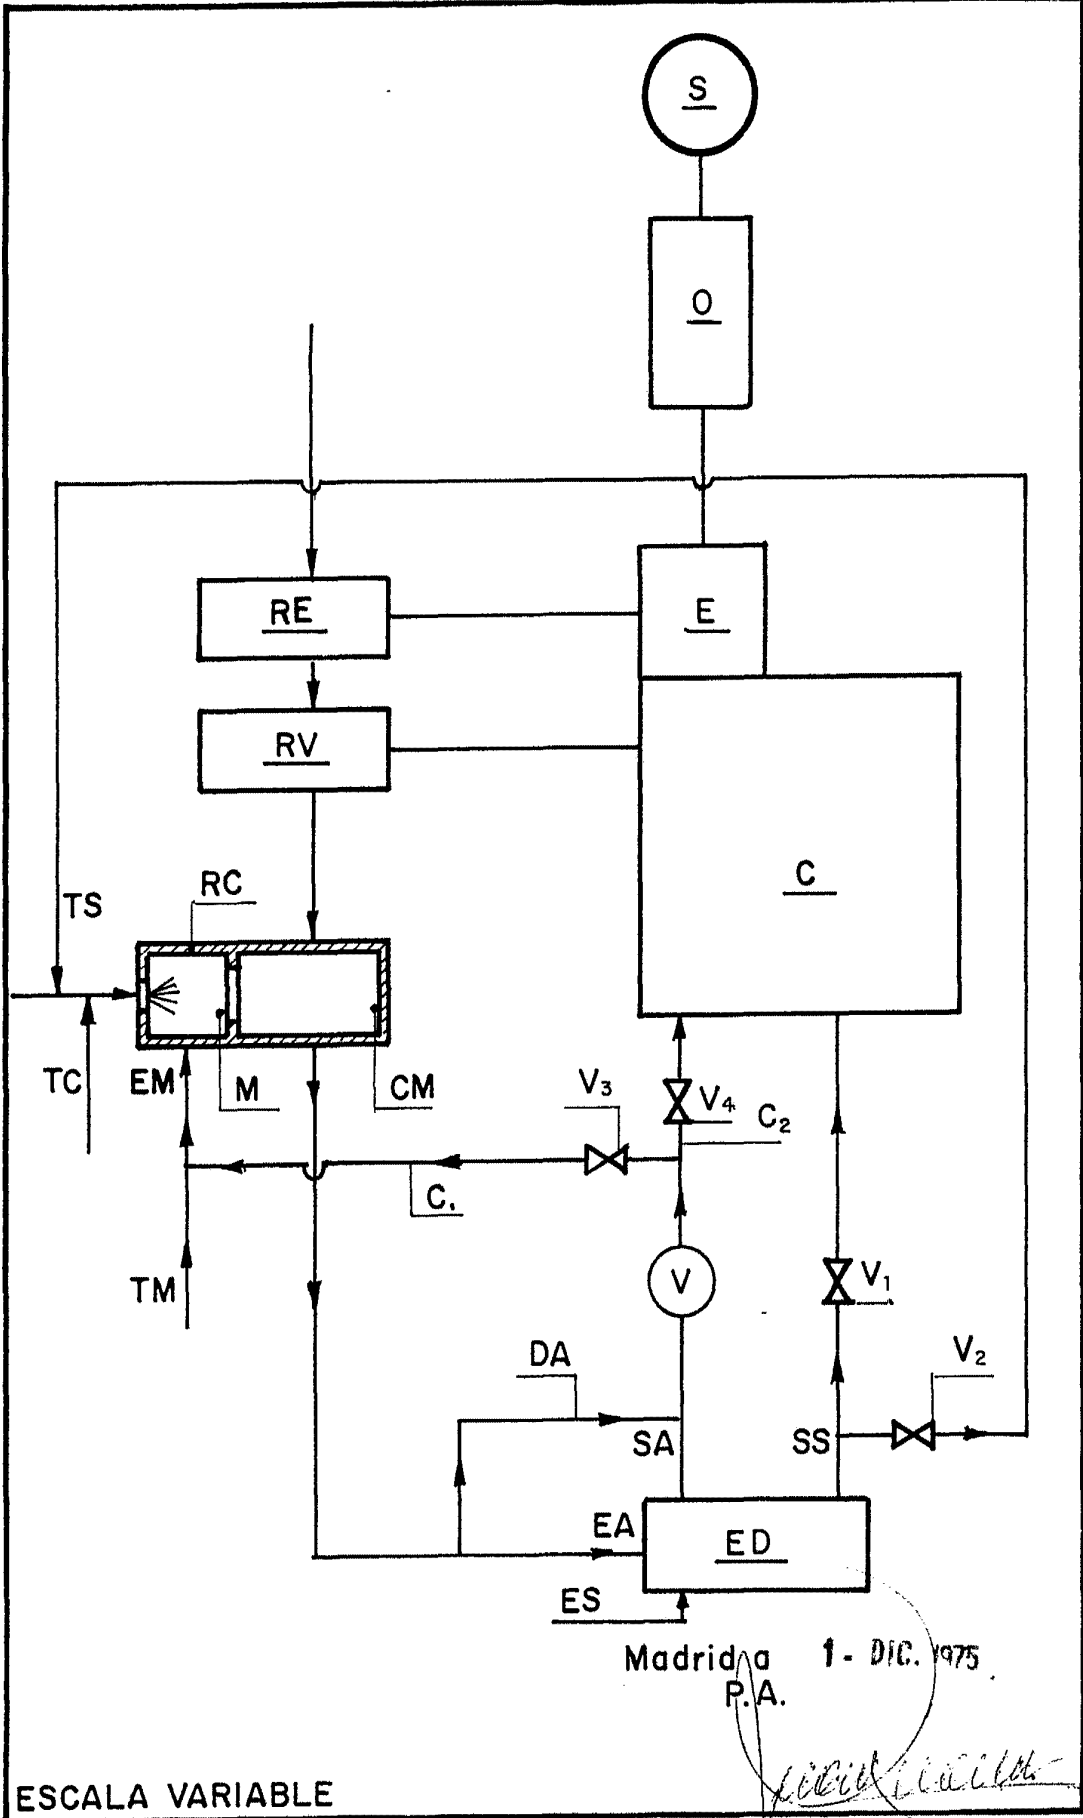 S
O
RE
E
RV
C
RC
TS
TC
EM
M
CM
V3
V4
C2
C.
TM
V
V1
DA
V2
SA
SS
EA
ED
ES
Madrid a 1 - DIC. 1975
P.A.
ESCALA VARIABLE